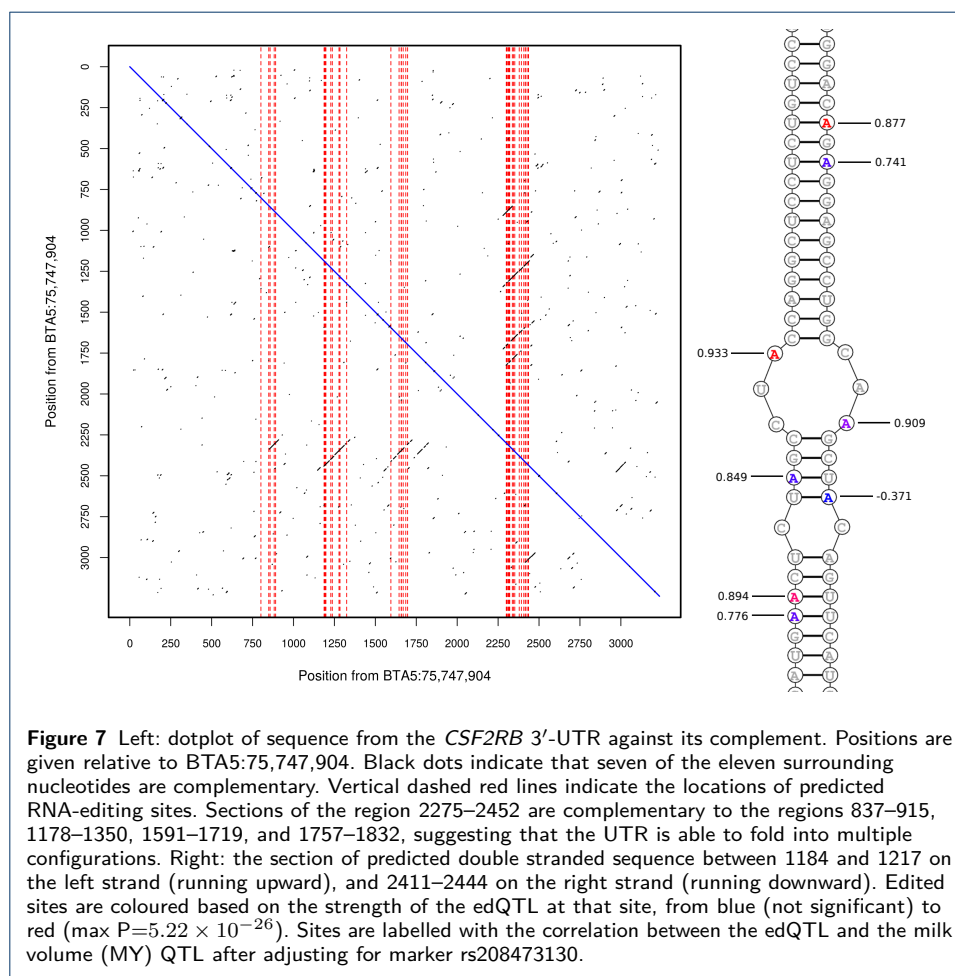 0
250
500
750
1000
1250
1500
1750
2000
2250
2500
2750
3000
Position from BTA5:75,747,904
0 250 500 750 1000 1250 1500 1750 2000 2250 2500 2750 3000
Position from BTA5:75,747,904
C G
C G
U A
G C
U A 0.877
C G
U A 0.741
C G
C G
U A
C G
G C
G C
A U
C G
C G
0.933 A C
U A
C A 0.909
C G
G C
0.849 A U
U A -0.371
C C
U A
C G
0.894 A U
0.776 A U
G C
U A
A U
Figure 7 Left: dotplot of sequence from the CSF2RB 3′-UTR against its complement. Positions are
given relative to BTA5:75,747,904. Black dots indicate that seven of the eleven surrounding
nucleotides are complementary. Vertical dashed red lines indicate the locations of predicted
RNA-editing sites. Sections of the region 2275–2452 are complementary to the regions 837–915,
1178–1350, 1591–1719, and 1757–1832, suggesting that the UTR is able to fold into multiple
configurations. Right: the section of predicted double stranded sequence between 1184 and 1217 on
the left strand (running upward), and 2411–2444 on the right strand (running downward). Edited
sites are coloured based on the strength of the edQTL at that site, from blue (not significant) to
red (max P=5.22 × 10⁻²⁶). Sites are labelled with the correlation between the edQTL and the milk
volume (MY) QTL after adjusting for marker rs208473130.